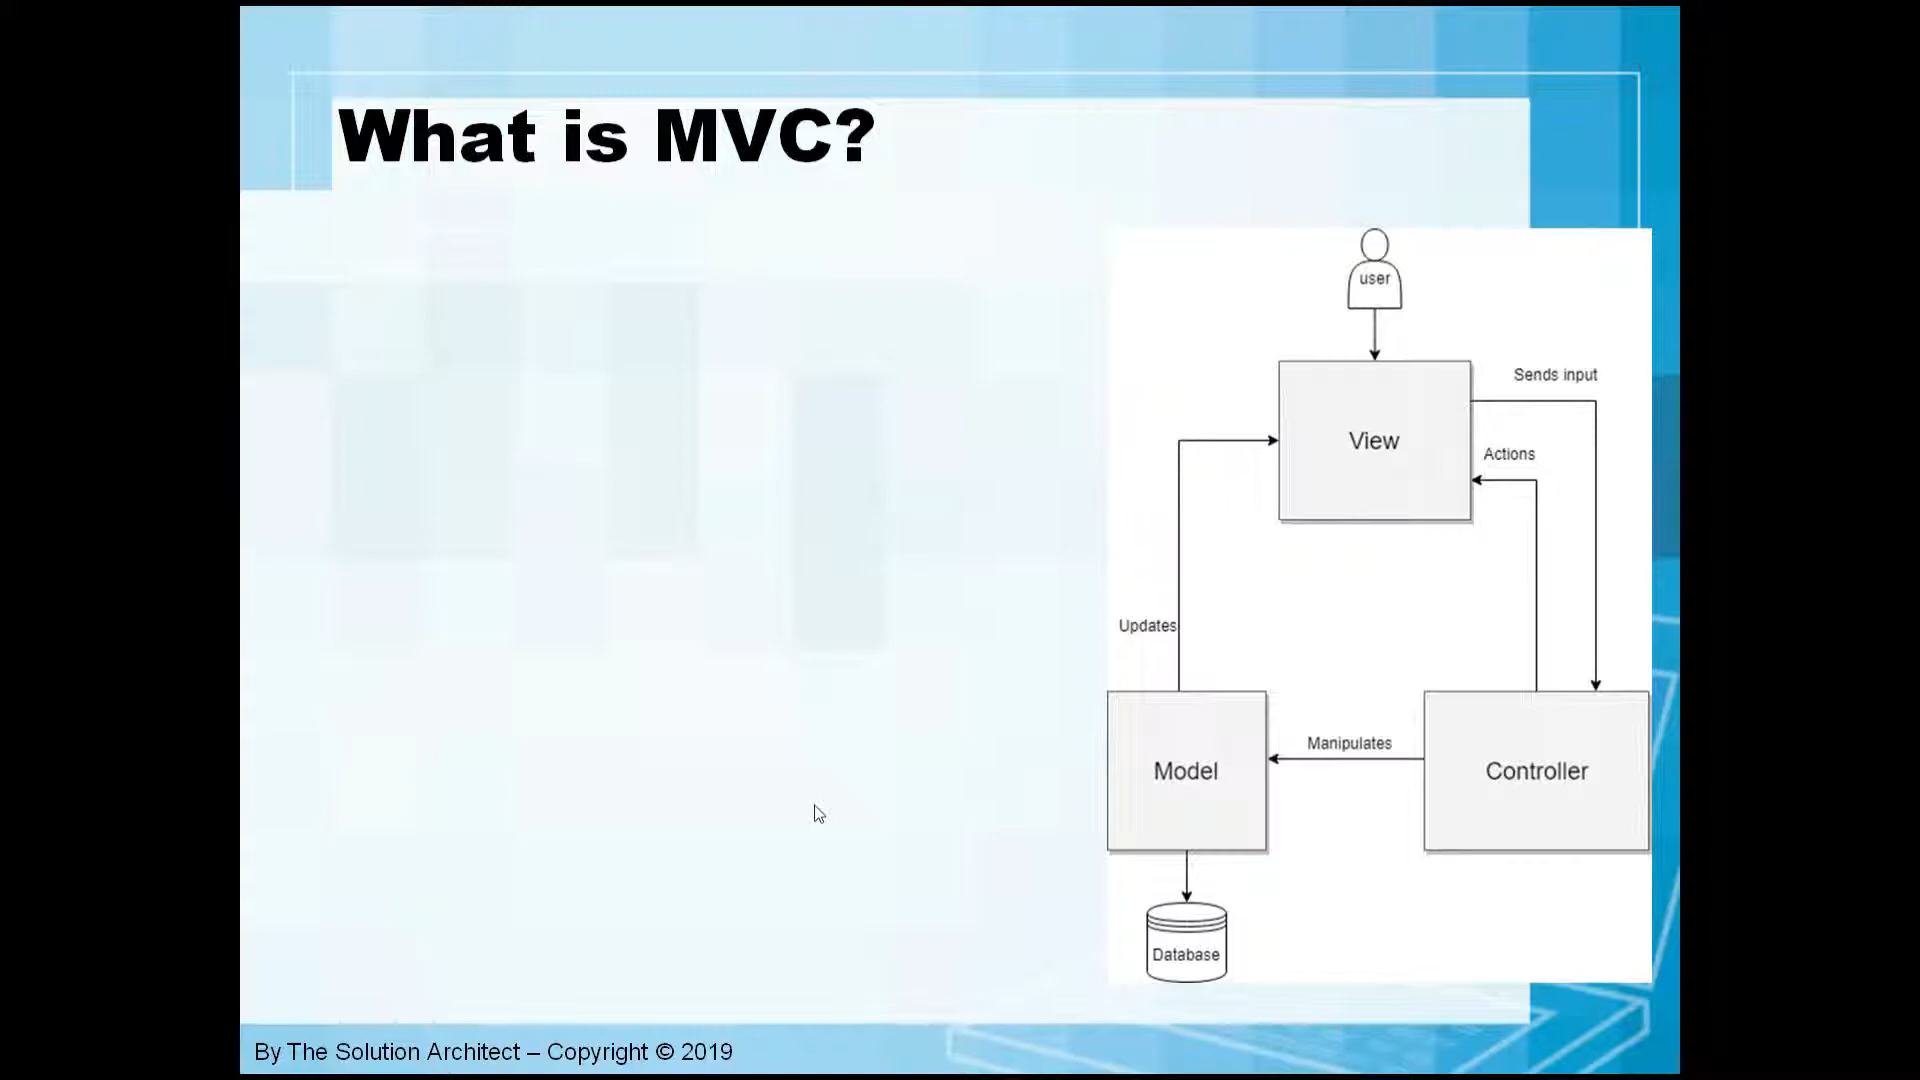 What is MVC?
user
Sends input
View
Actions
Updates
Manipulates
Model
Controller
Database
By The Solution Architect – Copyright © 2019